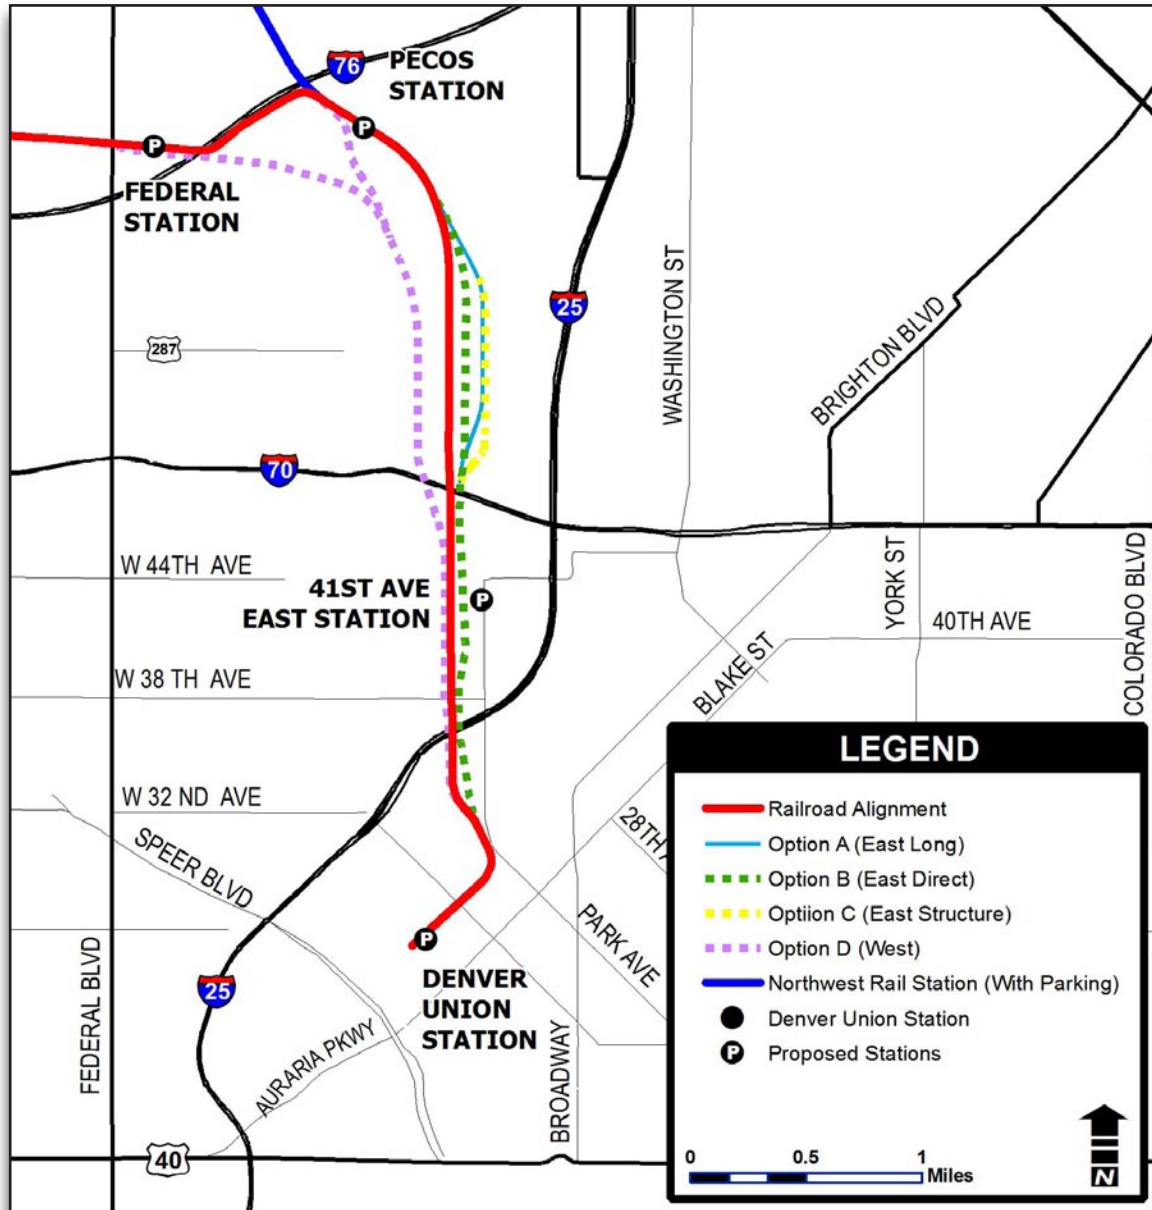 76
PECOS
STATION
P
P
FEDERAL
STATION
25
WASHINGTON ST
287
BRIGHTON BLVD
70
W 44TH  AVE
41ST AVE
EAST STATION
P
YORK ST
40TH AVE
COLORADO BLVD
W 38 TH  AVE
BLAKE ST
W 32 ND  AVE
SPEER BLVD
28TH
PARK AVE
P
DENVER
UNION
STATION
FEDERAL BLVD
25
AURARIA PKWY
BROADWAY
40
LEGEND
Railroad Alignment
Option A (East Long)
Option B (East Direct)
Optiion C (East Structure)
Option D (West)
Northwest Rail Station (With Parking)
Denver Union Station
P Proposed Stations
0 0.5 1
Miles
N